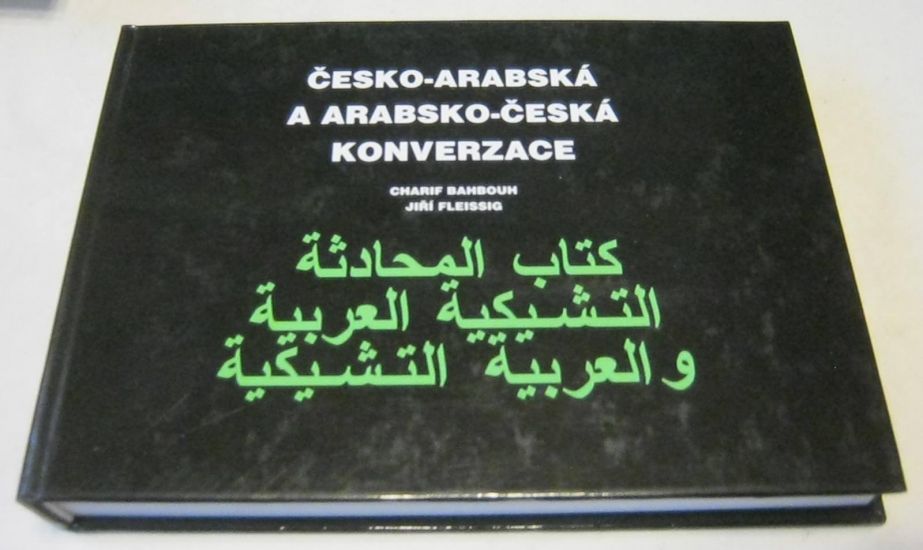 ČESKO-ARABSKÁ
A ARABSKO-ČESKÁ
KONVERZACE
CHARIF BAHBOUH
JIŘÍ FLEISSIG
كتاب المحادثة
التشيكية العربية
والعربية التشيكية